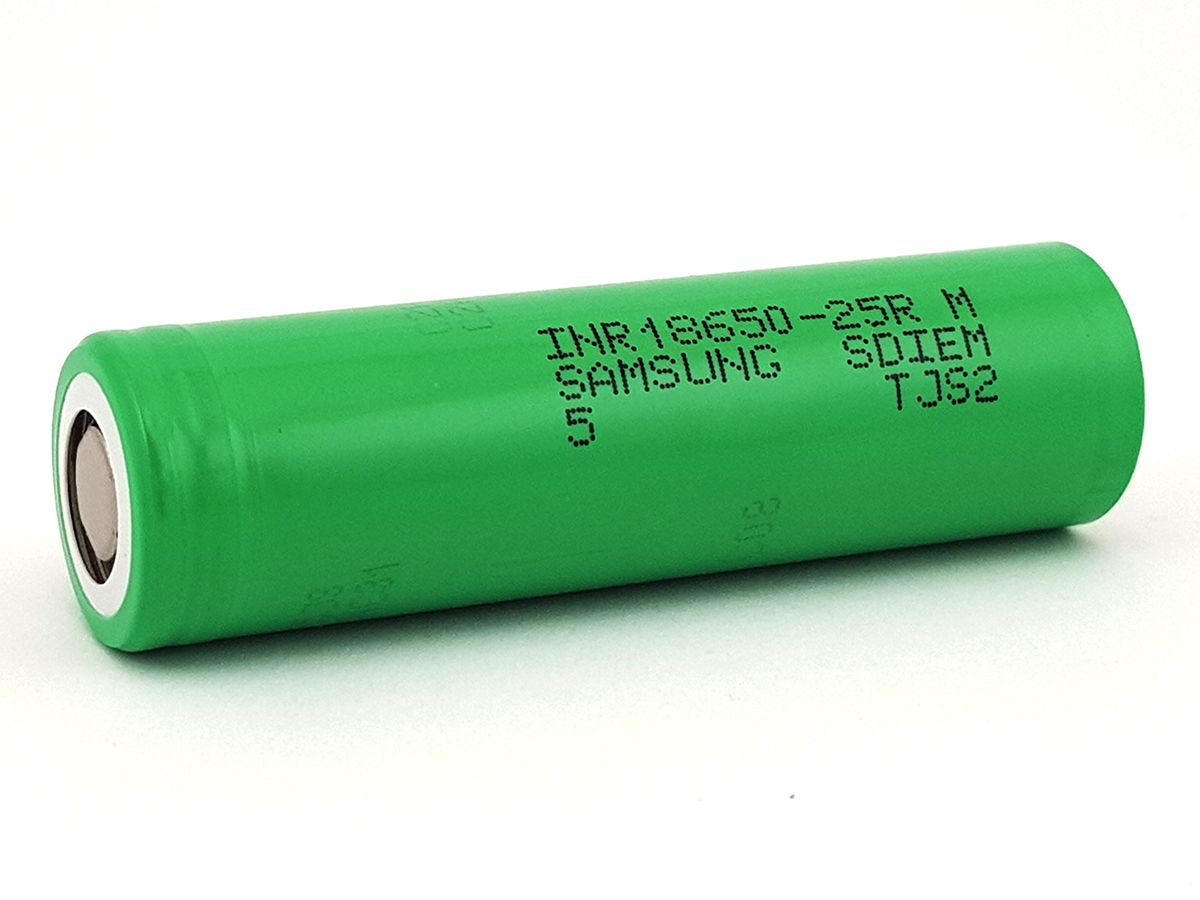 INR18650-25R M
SAMSUNG SDIEM
5 TJS2